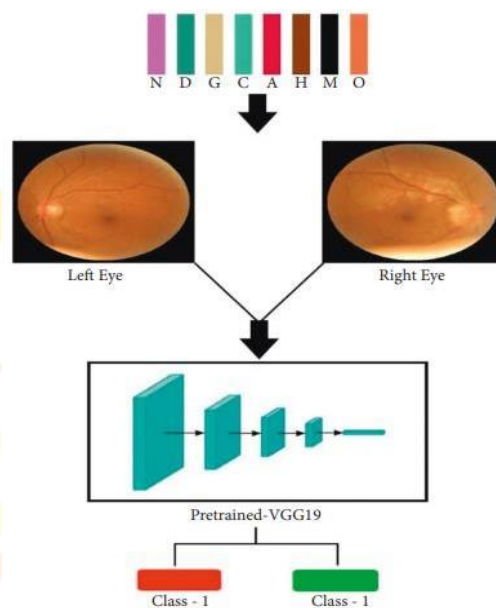 N D G C A H M O
Left Eye Right Eye
Pretrained-VGG19
Class - 1 Class - 1